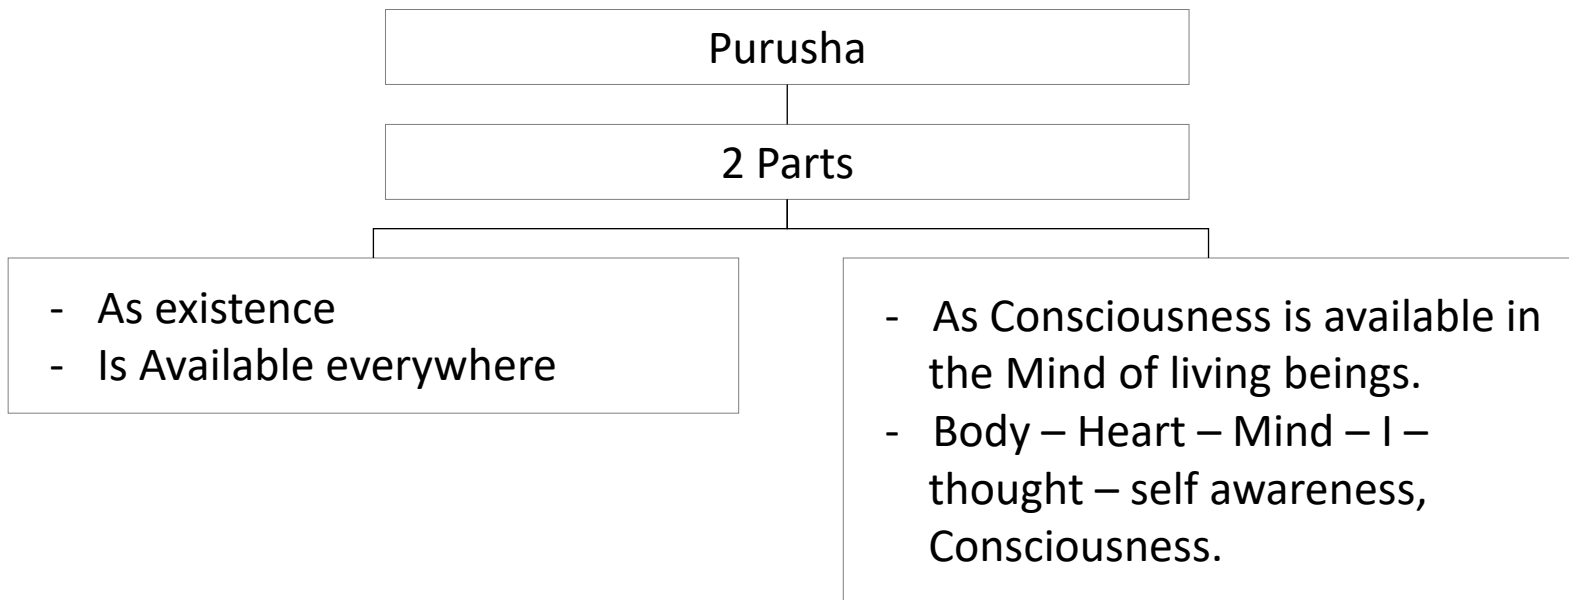 Purusha
2 Parts
- As existence
- Is Available everywhere
- As Consciousness is available in
the Mind of living beings.
- Body – Heart – Mind – I –
thought – self awareness,
Consciousness.